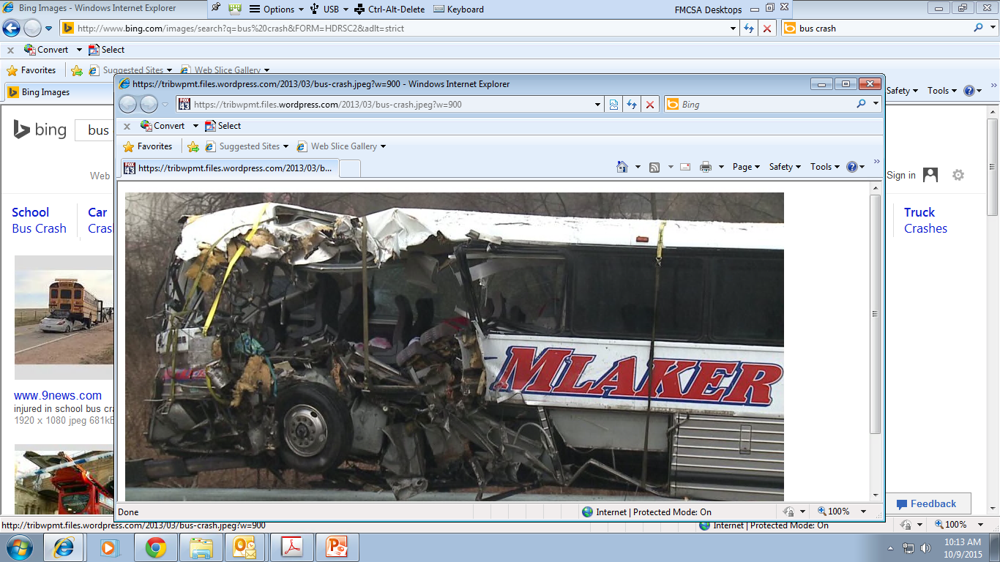 Bing Images - Windows Internet Explorer
Options
USB
Ctrl-Alt-Delete
Keyboard
FMCSA Desktops
http://www.bing.com/images/search?q=bus%20crash&FORM=HDRSC2&adlt=strict
bus crash
x Convert Select
Favorites
Suggested Sites
Web Slice Gallery
Bing Images
Safety
Tools
bing
bus
Web
Sign in
School
Bus Crash
Car
Truck
Crashes
www.9news.com
injured in school bus
1920 x 1080 jpeg
https://tribwpmt.files.wordpress.com/2013/03/bus-crash.jpeg?w=900 - Windows Internet Explorer
FOX 43 https://tribwpmt.files.wordpress.com/2013/03/bus-crash.jpeg?w=900
Bing
x Convert Select
Favorites
Suggested Sites
Web Slice Gallery
FOX 43 https://tribwpmt.files.wordpress.com/2013/03/b...
Page
Safety
Tools
MLAKER
Done
Internet | Protected Mode: On
100%
Feedback
http://tribwpmt.files.wordpress.com/2013/03/bus-crash.jpeg?w=900
Internet | Protected Mode: On
100%
10:13 AM
10/9/2015